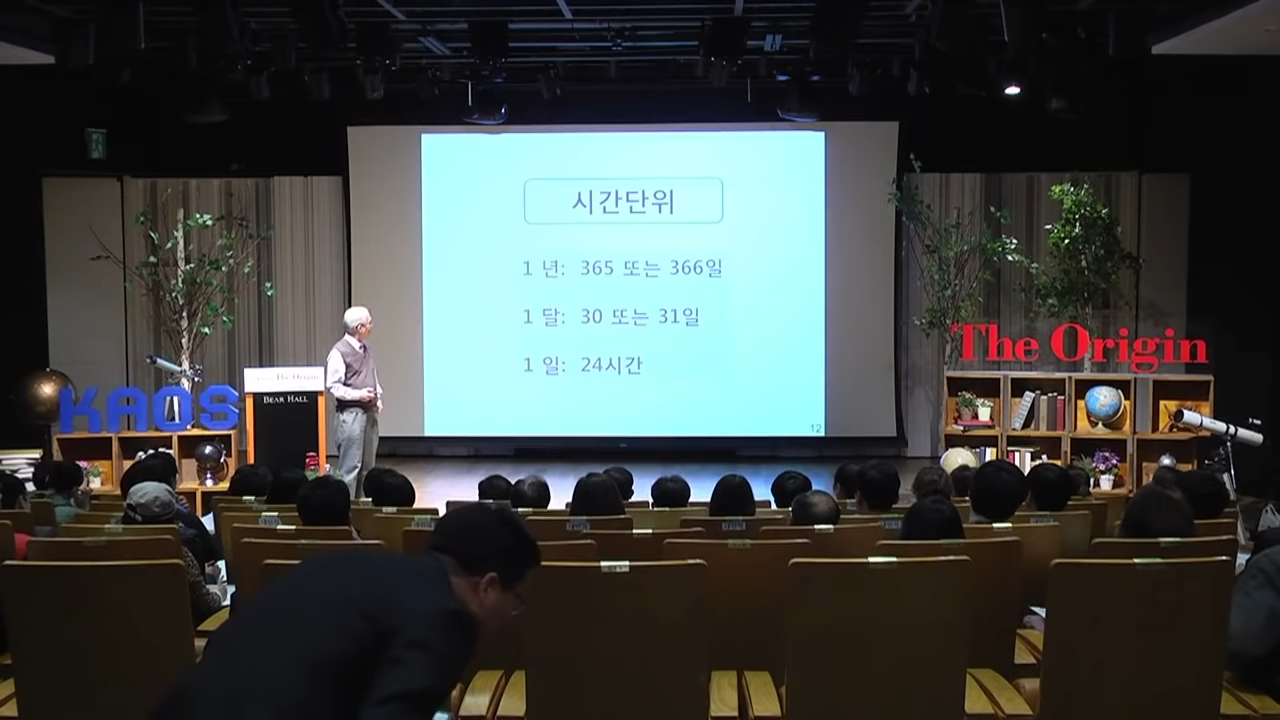 시간단위
1 년: 365 또는 366일
1 달: 30 또는 31일
1 일: 24시간
12
KAOS
The Origin
BEAR HALL
The Origin